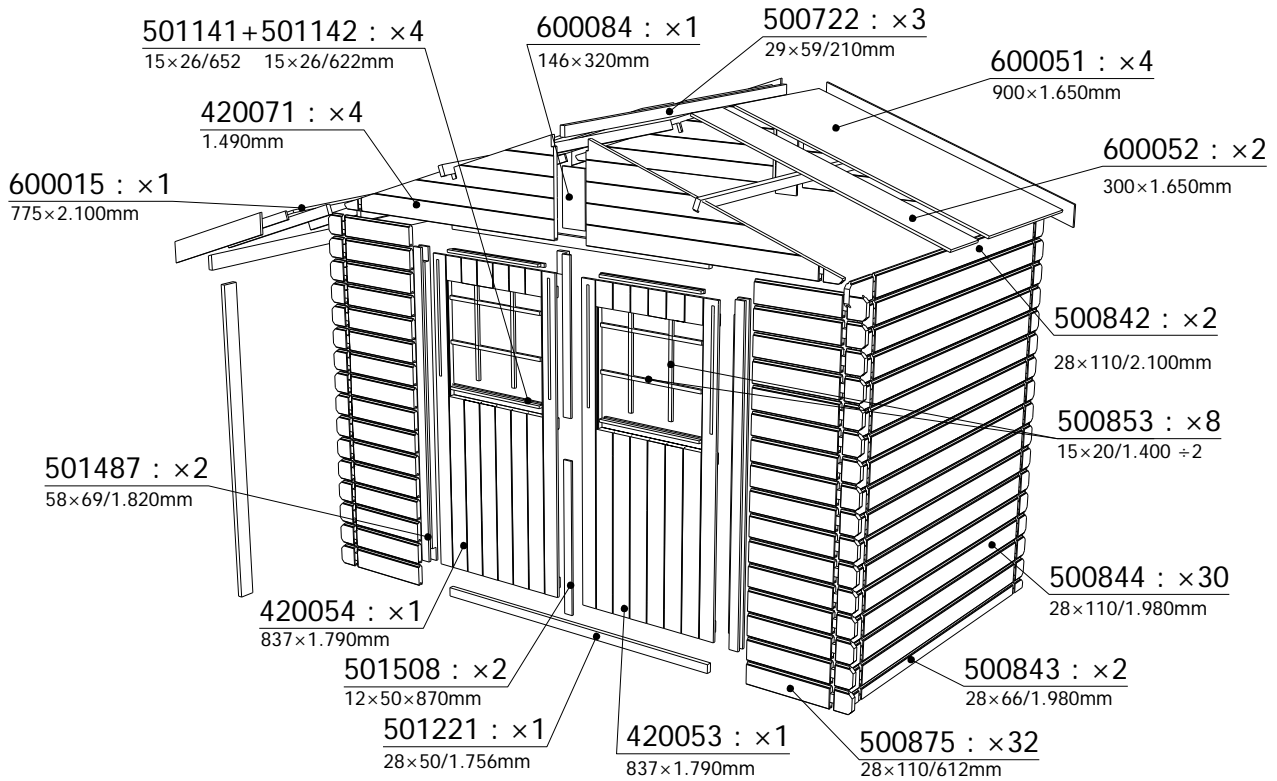 501141+501142 : ×4
15×26/652 15×26/622mm
600084 : ×1
146×320mm
500722 : ×3
29×59/210mm
600051 : ×4
900×1.650mm
420071 : ×4
1.490mm
600052 : ×2
300×1.650mm
600015 : ×1
775×2.100mm
500842 : ×2
28×110/2.100mm
500853 : ×8
15×20/1.400 ÷2
501487 : ×2
58×69/1.820mm
500844 : ×30
28×110/1.980mm
420054 : ×1
837×1.790mm
501508 : ×2
12×50×870mm
500843 : ×2
28×66/1.980mm
501221 : ×1
28×50/1.756mm
420053 : ×1
837×1.790mm
500875 : ×32
28×110/612mm